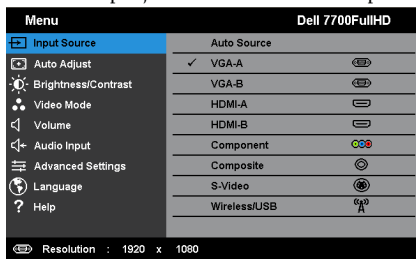 Menu Dell 7700FullHD
Input Source Auto Source
Auto Adjust ✓ VGA-A
Brightness/Contrast VGA-B
Video Mode HDMI-A
Volume HDMI-B
Audio Input Component
Advanced Settings Composite
Language S-Video
? Help Wireless/USB
Resolution : 1920 x 1080